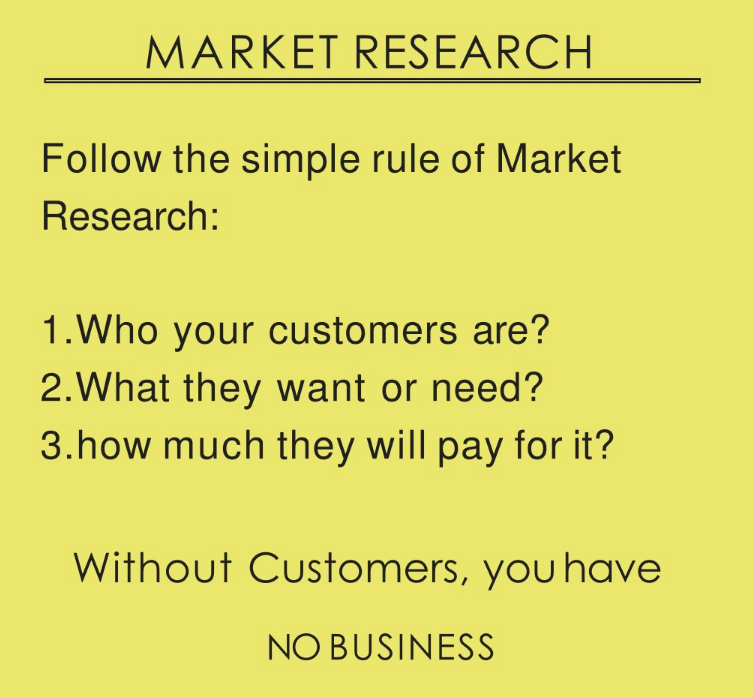 MARKET RESEARCH
Follow the simple rule of Market
Research:
1.Who your customers are?
2.What they want or need?
3.how much they will pay for it?
Without Customers, you have
NO BUSINESS